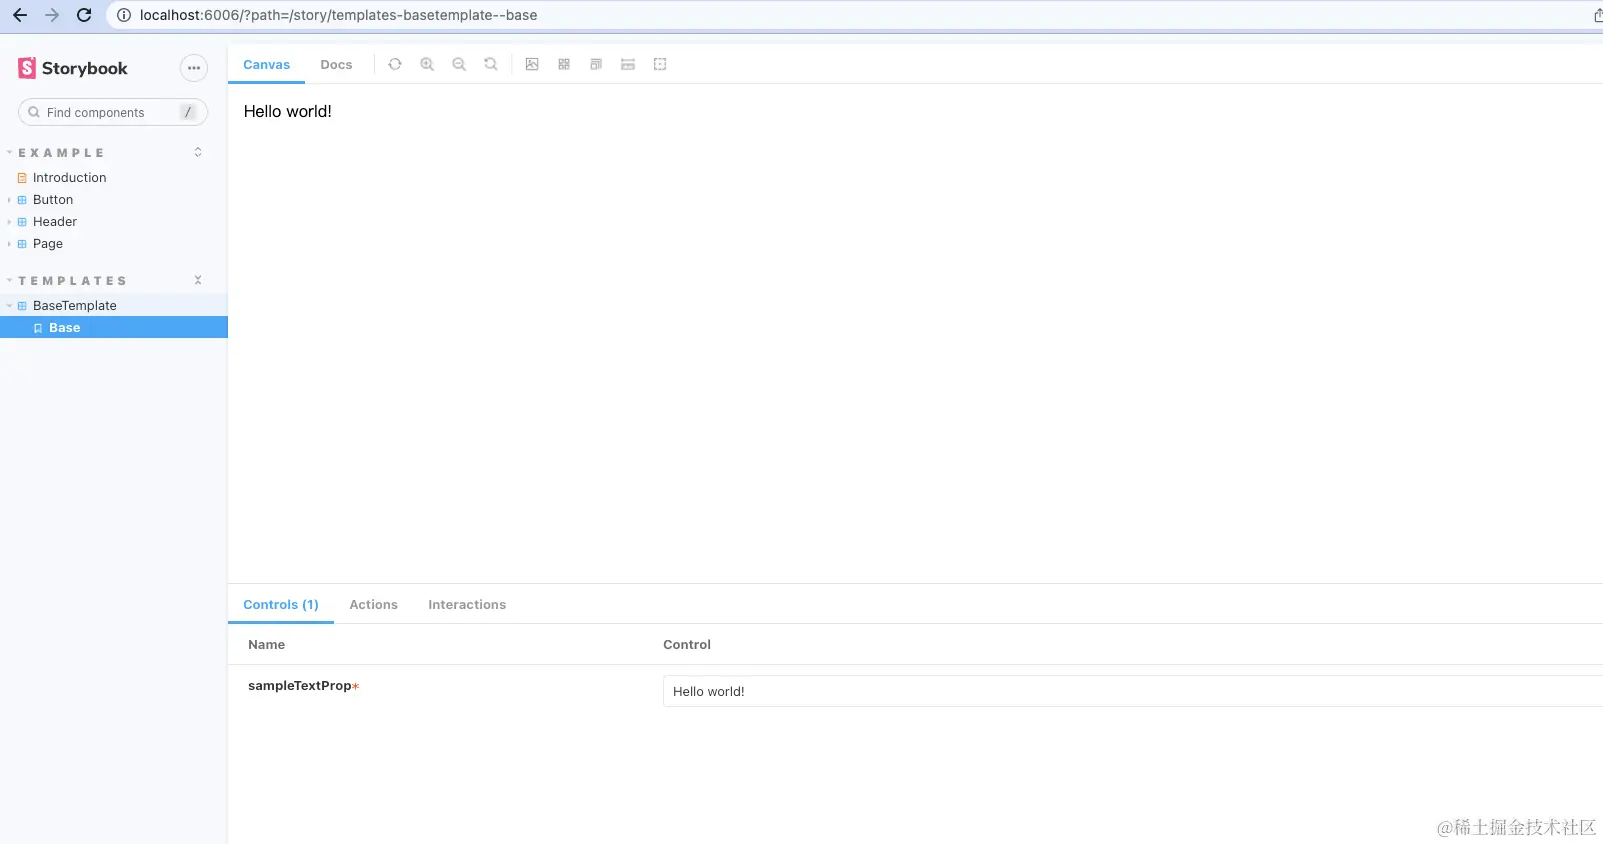 localhost:6006/?path=/story/templates-basetemplate--base
Storybook
Find components /
EXAMPLE
Introduction
Button
Header
Page
TEMPLATES
BaseTemplate
Base
Canvas Docs
Hello world!
Controls (1) Actions Interactions
Name Control
sampleTextProp* Hello world!
@稀土掘金技术社区